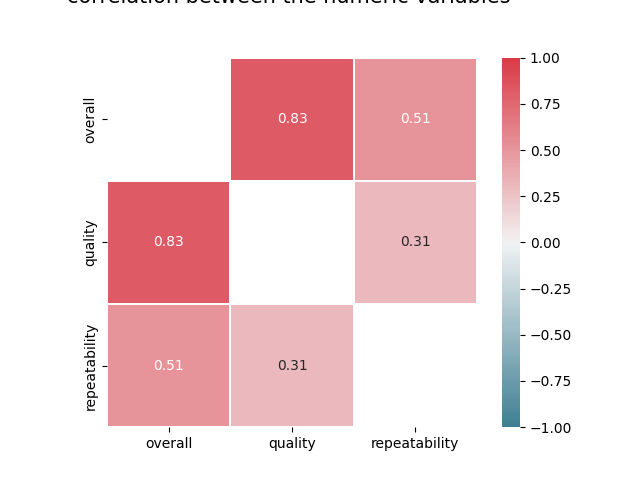 correlation between the numeric variables
1.00
overall
0.83
0.51
0.75
0.50
0.25
quality
0.83
0.31
0.00
−0.25
−0.50
repeatability
0.51
0.31
−0.75
−1.00
overall
quality
repeatability